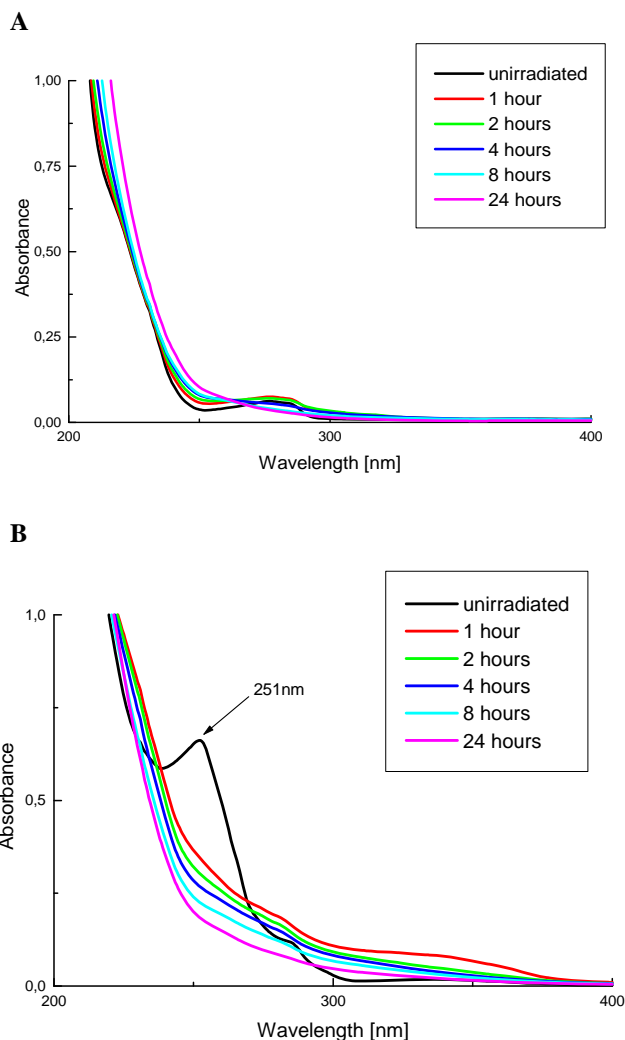 A
unirradiated
1 hour
2 hours
4 hours
8 hours
24 hours
1,00
0,75
0,50
0,25
0,00
Absorbance
200
300
400
Wavelength [nm]
B
unirradiated
1 hour
2 hours
4 hours
8 hours
24 hours
251nm
1,0
0,5
0,0
Absorbance
200
300
400
Wavelength [nm]